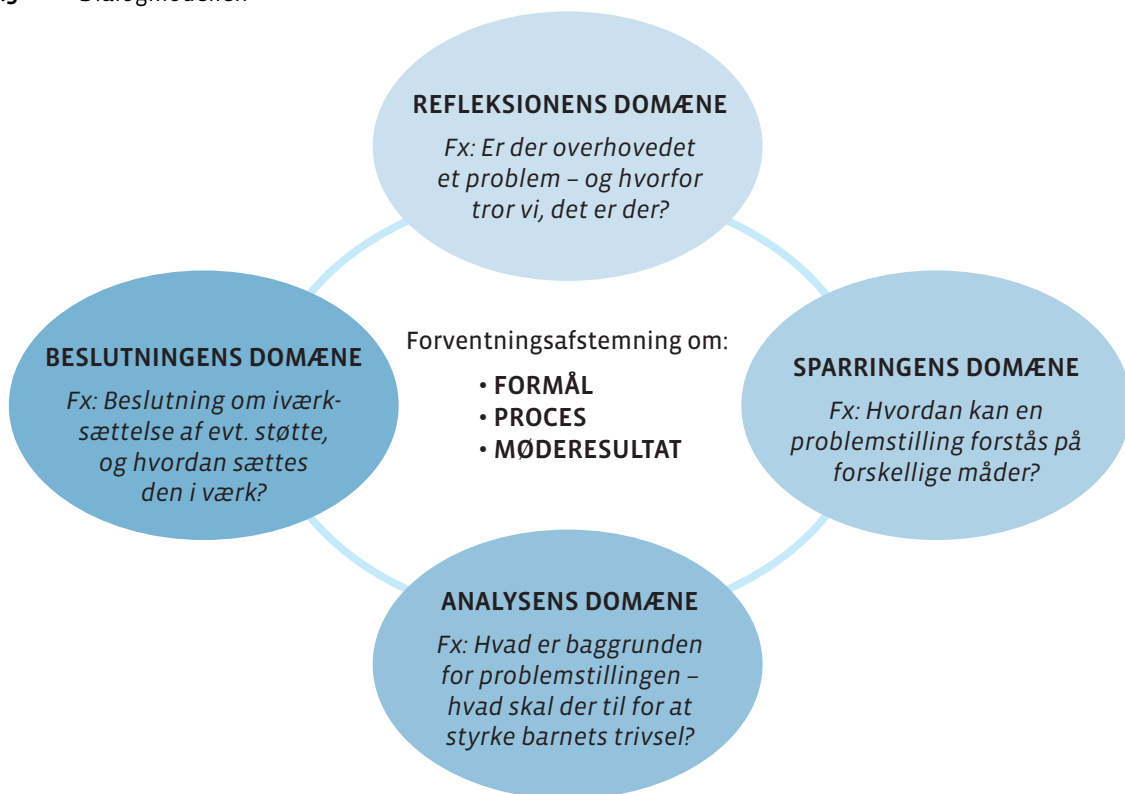 REFLEKSIONENS DOMÆNE
Fx: Er der overhovedet
et problem – og hvorfor
tror vi, det er der?
Forventningsafstemning om:
• FORMÅL
• PROCES
• MØDERESULTAT
BESLUTNINGENS DOMÆNE
Fx: Beslutning om iværk-
sættelse af evt. støtte,
og hvordan sættes
den i værk?
SPARRINGENS DOMÆNE
Fx: Hvordan kan en
problemstilling forstås på
forskellige måder?
ANALYSENS DOMÆNE
Fx: Hvad er baggrunden
for problemstillingen –
hvad skal der til for at
styrke barnets trivsel?